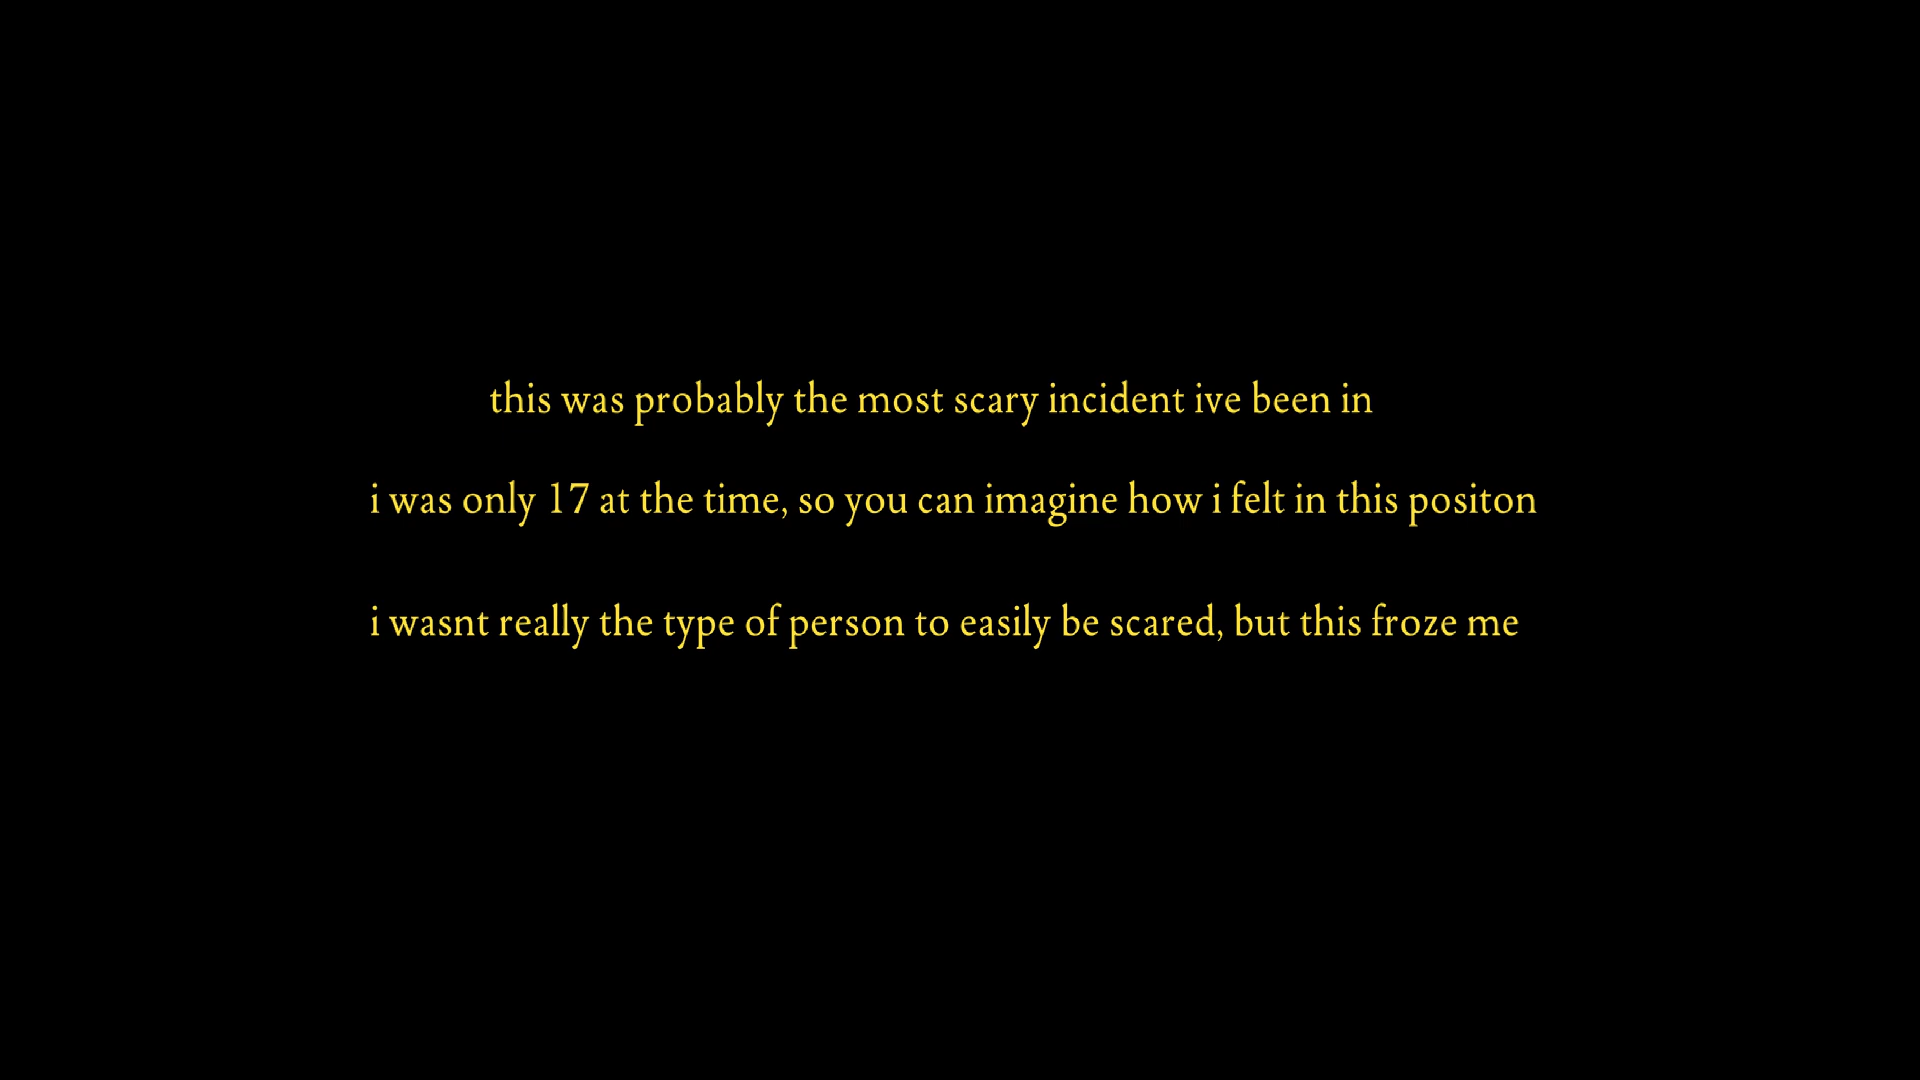 this was probably the most scary incident ive been in
i was only 17 at the time, so you can imagine how i felt in this positon
i wasnt really the type of person to easily be scared, but this froze me